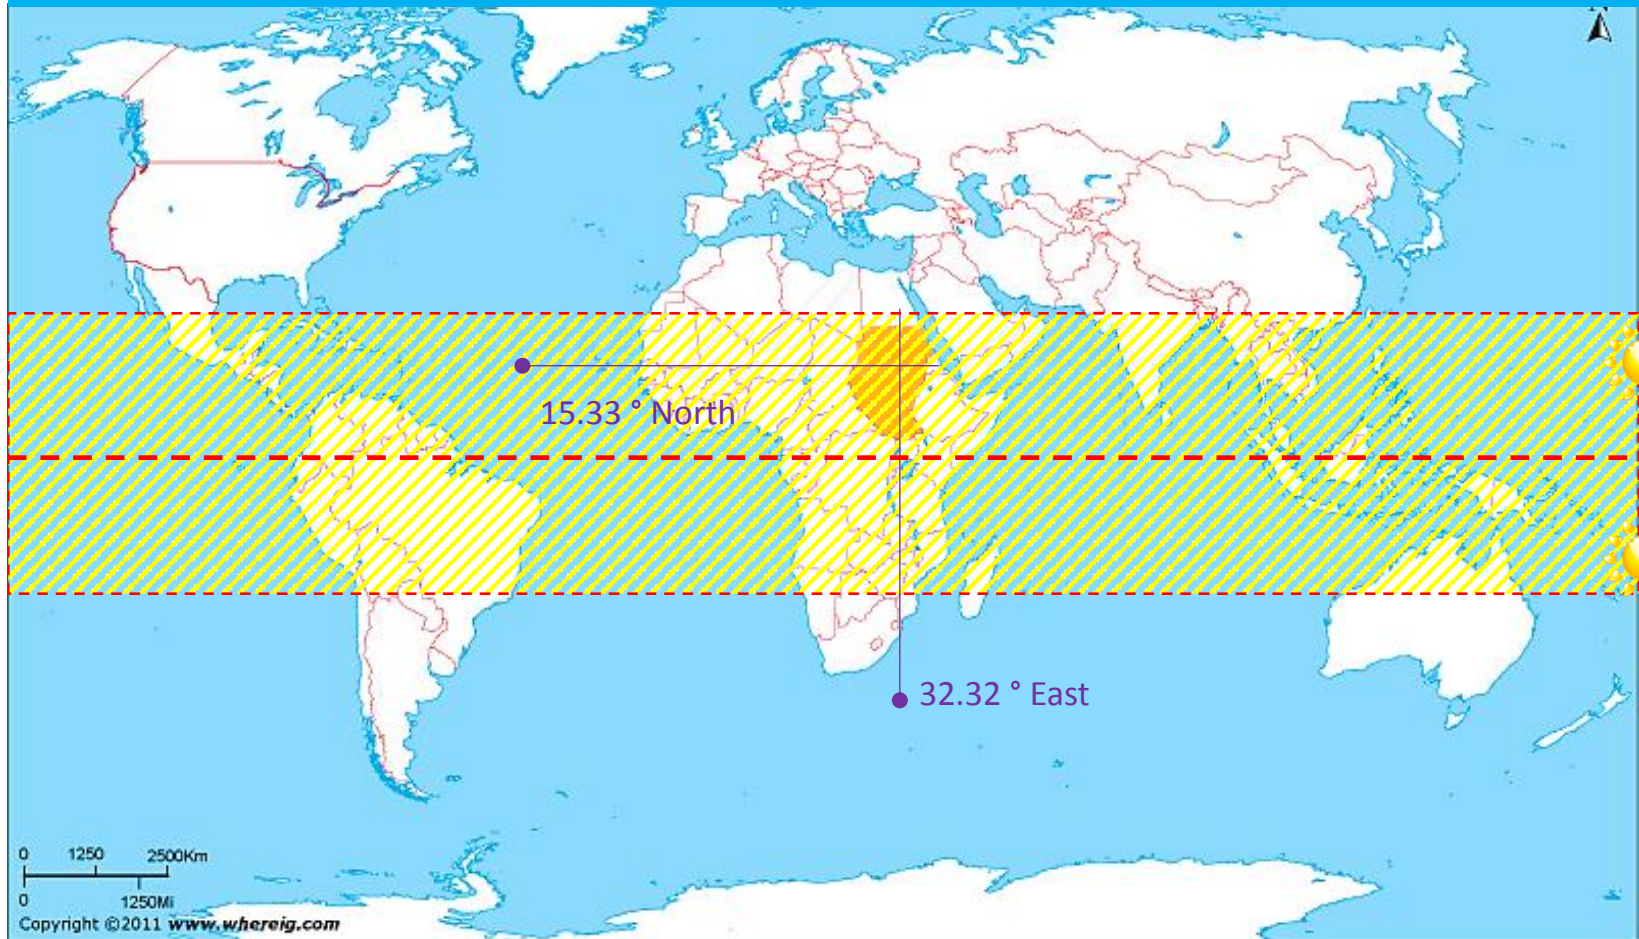 N
15.33 ° North
32.32 ° East
0 1250 2500Km
0 1250Mi
Copyright ©2011 www.whereig.com